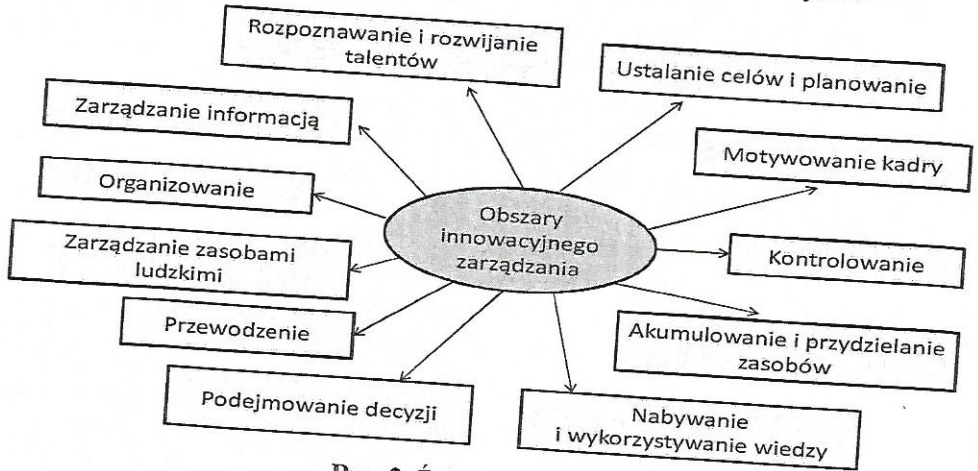 Rozpoznawanie i rozwijanie
talentów
Ustalanie celów i planowanie
Zarządzanie informacją
Motywowanie kadry
Organizowanie
Obszary
innowacyjnego
zarządzania
Zarządzanie zasobami
ludzkimi
Kontrolowanie
Przewodzenie
Akumulowanie i przydzielanie
zasobów
Podejmowanie decyzji
Nabywanie
i wykorzystywanie wiedzy